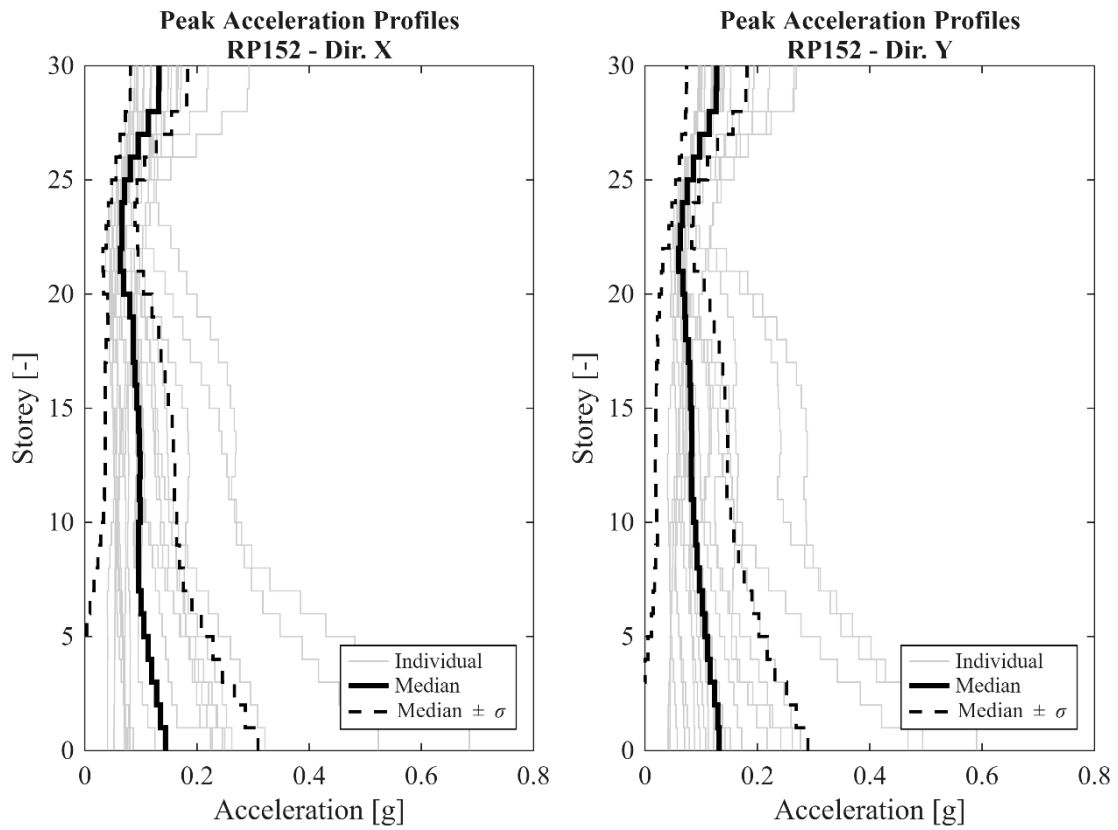 Peak Acceleration Profiles
RP152 - Dir. X
30
25
20
15
10
5
0
Storey [-]
0
0.2
0.4
0.6
0.8
Acceleration [g]
Individual
Median
Median ± σ
Peak Acceleration Profiles
RP152 - Dir. Y
30
25
20
15
10
5
0
Storey [-]
0
0.2
0.4
0.6
0.8
Acceleration [g]
Individual
Median
Median ± σ